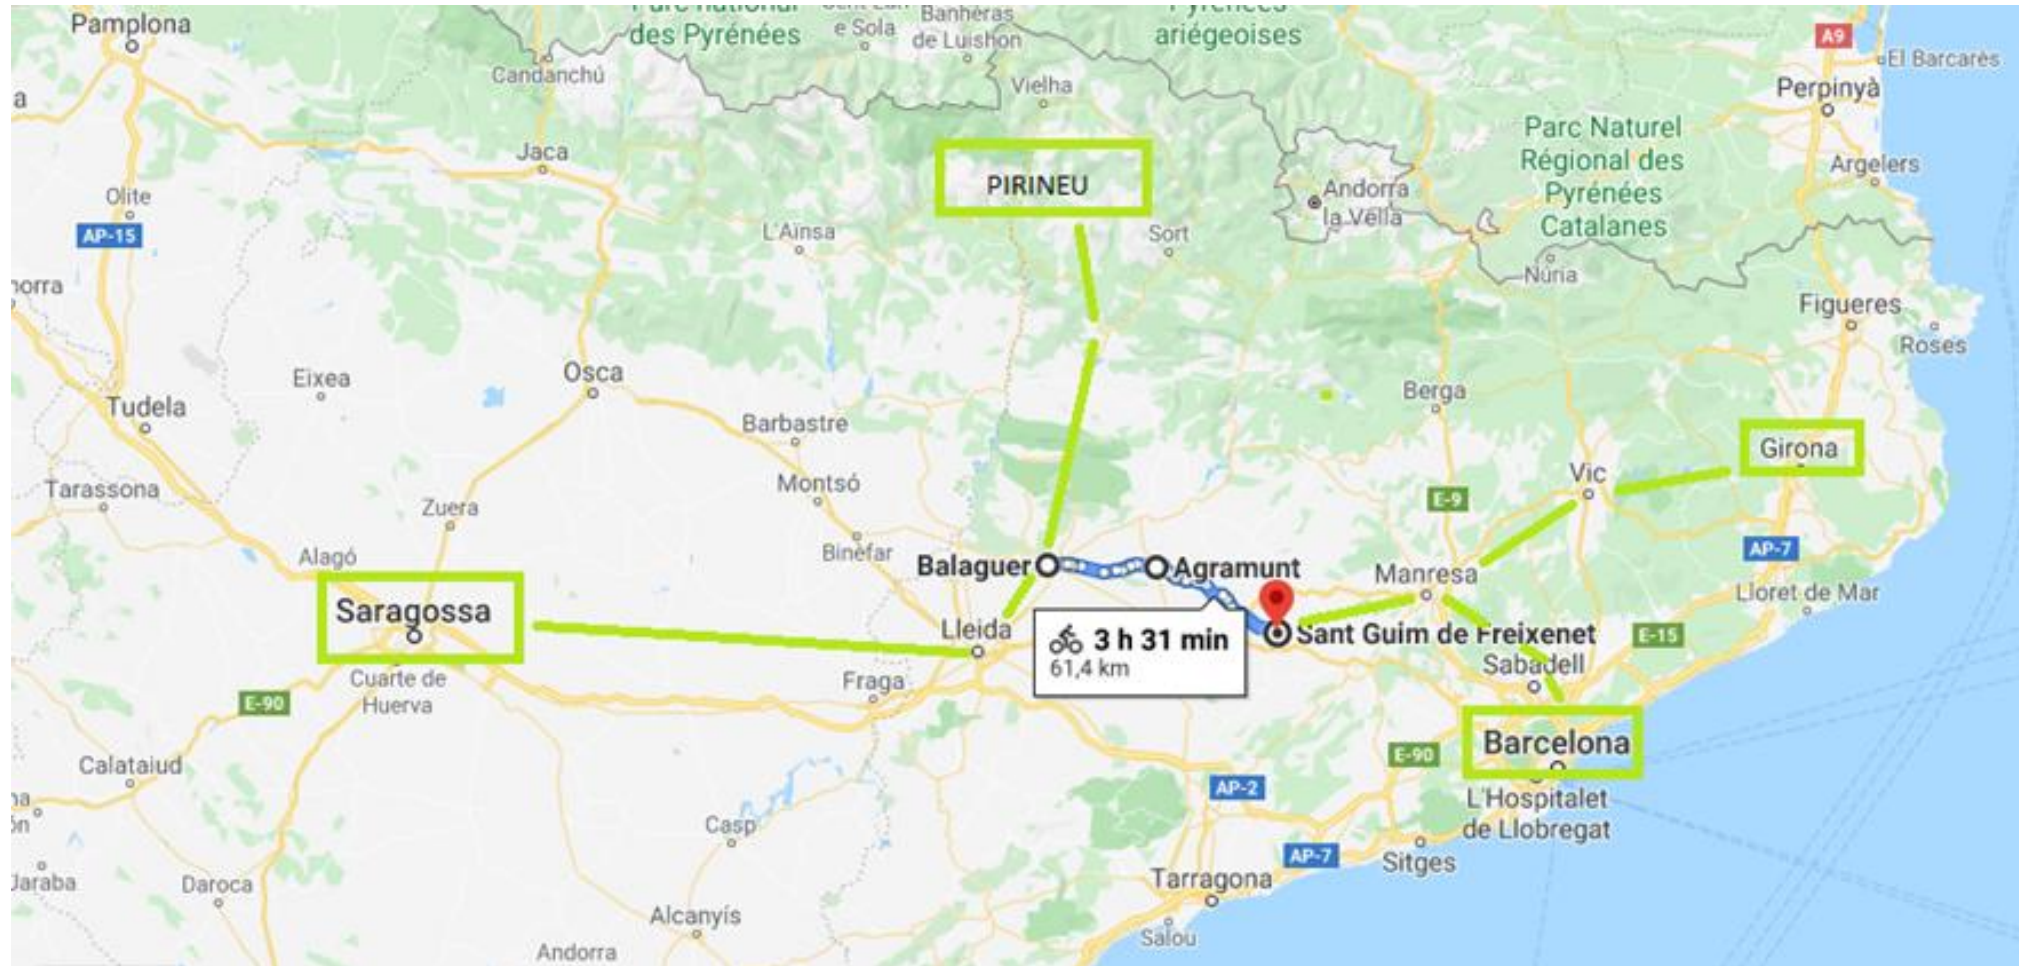 Pamplona
des Pyrénées
e Sola
Banhèras
de Luishon
ariégeoises
A9
El Barcarès
Candanchú
Vielha
Perpinyà
a
Jaca
PIRINEU
Parc Naturel
Régional des
Pyrénées
Catalanes
Argelers
Olite
Andorra
la Vella
AP-15
L'Aïnsa
Sort
Núria
orra
Figueres
Roses
Eixea
Osca
Berga
Tudela
Barbastre
Girona
Vic
Tarassona
Montsó
E-9
Zuera
Alagó
Binèfar
AP-7
Balaguer
Agramunt
Manresa
Lloret de Mar
Saragossa
Lleida
3 h 31 min
61,4 km
Sant Guim de Freixenet
E-15
Sabadell
Cuarte de
Huerva
Fraga
E-90
Barcelona
E-90
Calataiud
AP-2
L'Hospitalet
de Llobregat
Casp
AP-7
Sitges
Jaraba
Daroca
Tarragona
Alcanyís
Salou
Andorra